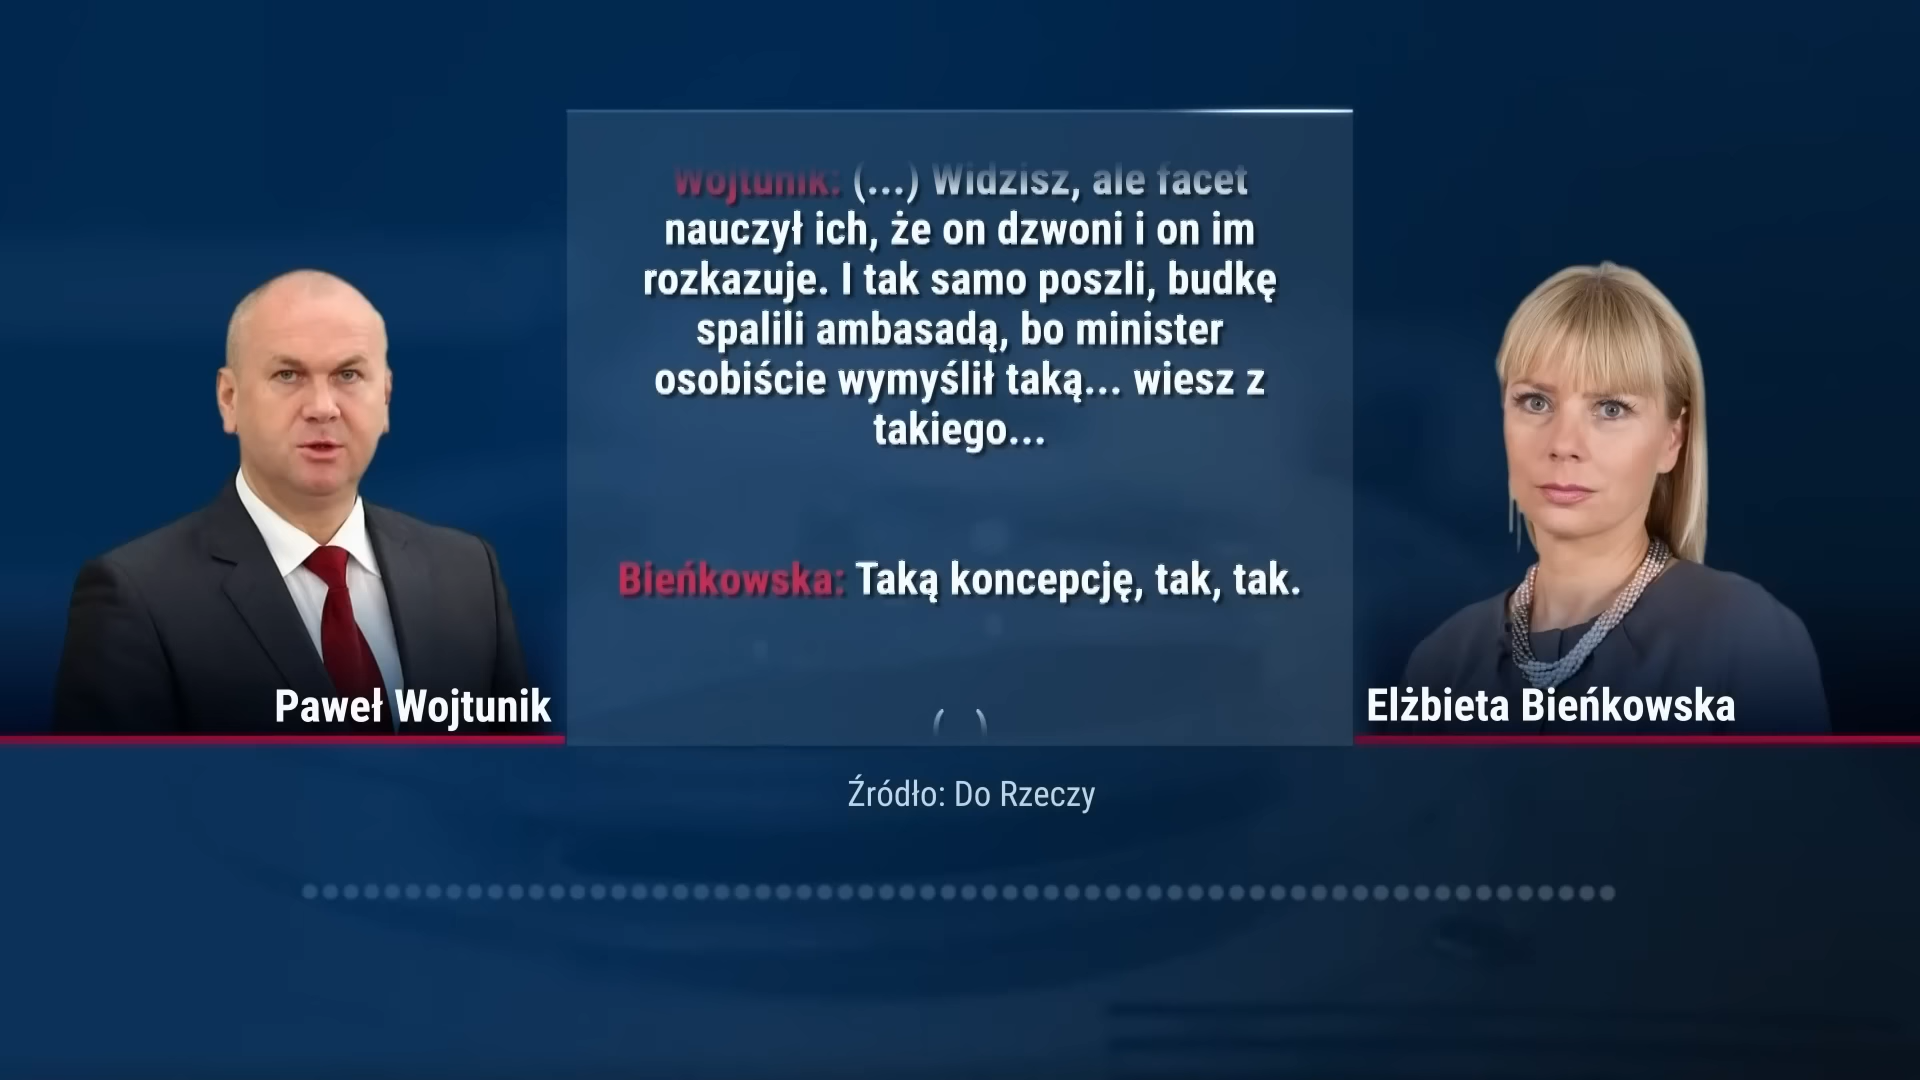 Wojtunik: (...) Widzisz, ale facet
nauczył ich, że on dzwoni i on im
rozkazuje. I tak samo poszli, budkę
spalili ambasadą, bo minister
osobiście wymyślił taką... wiesz z
takiego...
Bieńkowska: Taką koncepcję, tak, tak.
( )
Paweł Wojtunik
Elżbieta Bieńkowska
Źródło: Do Rzeczy